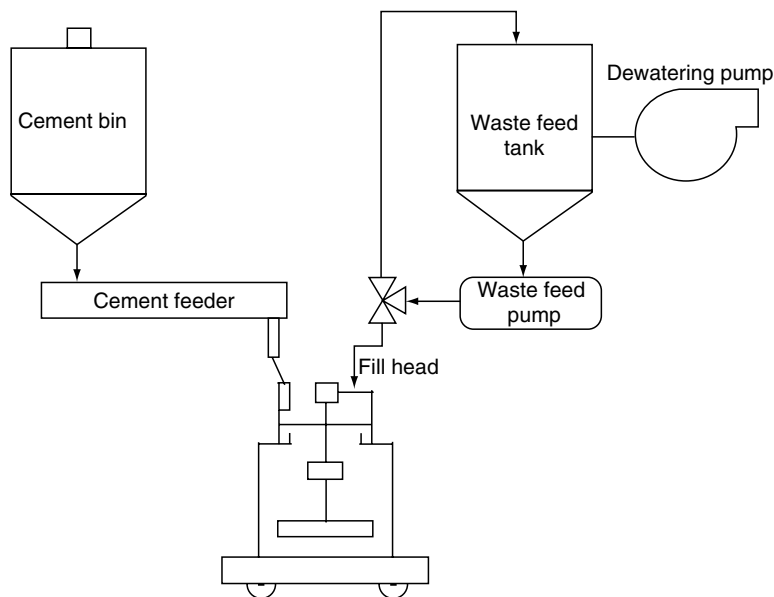 Cement bin
Waste feed
tank
Dewatering pump
Cement feeder
Waste feed
pump
Fill head